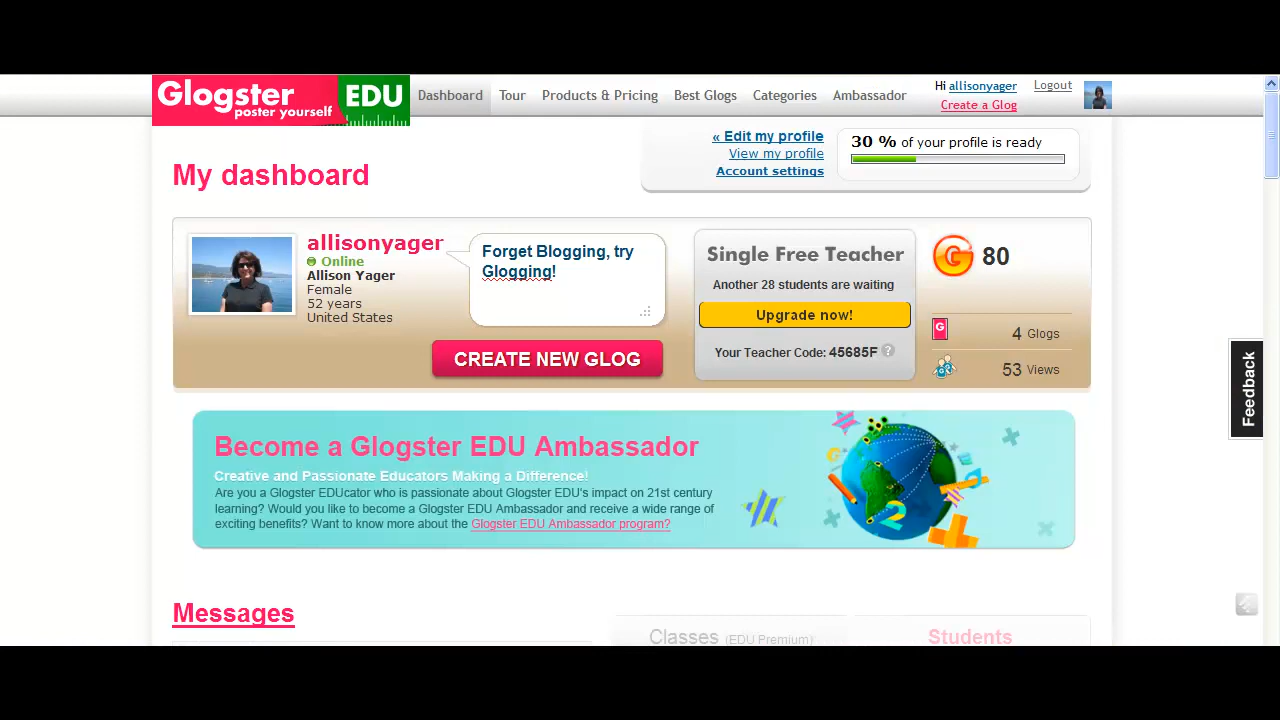 Glogster
poster yourself
EDU
Dashboard Tour Products & Pricing Best Glogs Categories Ambassador
Hi allisonyager Logout
Create a Glog
« Edit my profile
View my profile
Account settings
30 % of your profile is ready
My dashboard
allisonyager
Online
Allison Yager
Female
52 years
United States
Forget Blogging, try
Glogging!
CREATE NEW GLOG
Single Free Teacher
Another 28 students are waiting
Upgrade now!
Your Teacher Code: 45685F ?
G 80
G 4 Glogs
53 Views
Feedback
Become a Glogster EDU Ambassador
Creative and Passionate Educators Making a Difference!
Are you a Glogster EDUcator who is passionate about Glogster EDU's impact on 21st century
learning? Would you like to become a Glogster EDU Ambassador and receive a wide range of
exciting benefits? Want to know more about the Glogster EDU Ambassador program?
2
Messages
Classes (EDU Premium)
Students